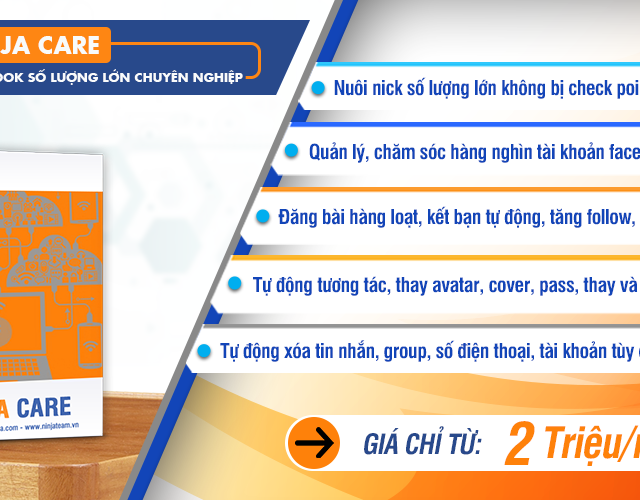 JA CARE
OOK SỐ LƯỢNG LỚN CHUYÊN NGHIỆP
Nuôi nick số lượng lớn không bị check poi
Quản lý, chăm sóc hàng nghìn tài khoản face
Đăng bài hàng loạt, kết bạn tự động, tăng follow,
Tự động tương tác, thay avatar, cover, pass, thay và
Tự động xóa tin nhắn, group, số điện thoại, tài khoản tùy
A CARE
a.com - www.ninjateam.vn
GIÁ CHỈ TỪ: 2 Triệu/